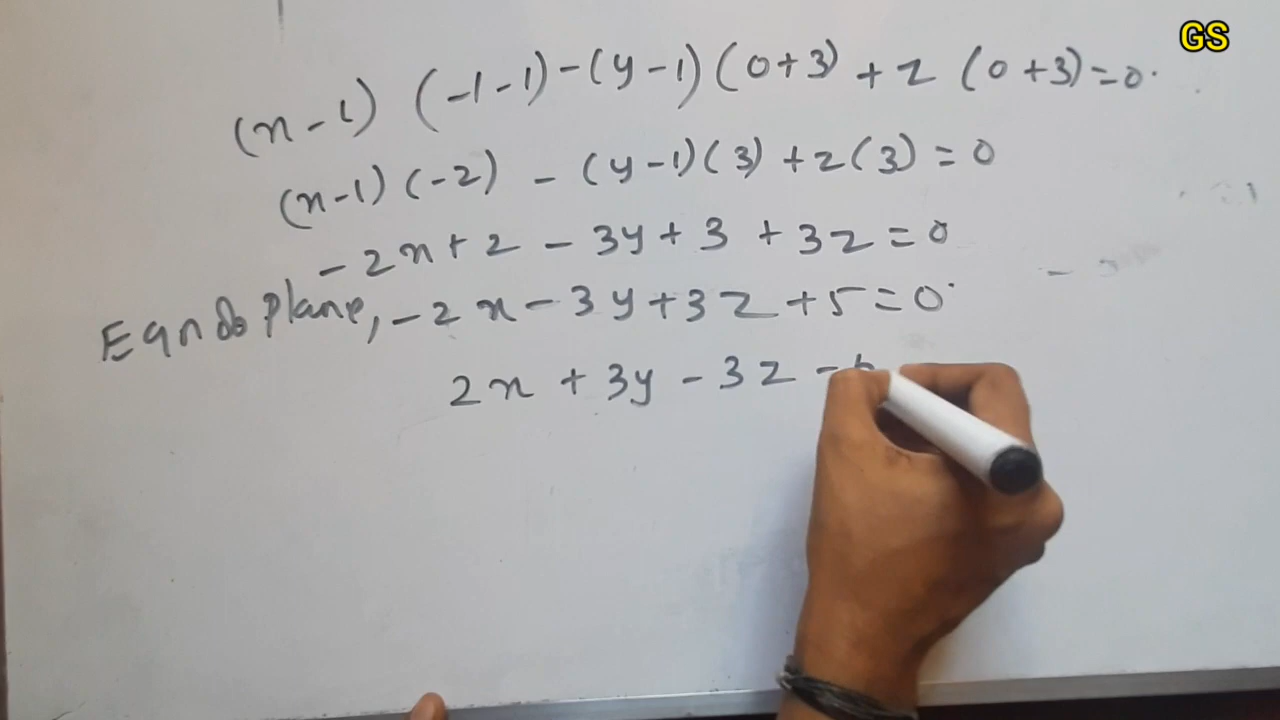 GS
(x-1) (-1-1) - (y-1) (0+3) + z (0+3) = 0.
(x-1) (-2) - (y-1) (3) + z (3) = 0
-2x + 2 - 3y + 3 + 3z = 0
Eqn of Plane, -2x - 3y + 3z + 5 = 0.
2x + 3y - 3z -